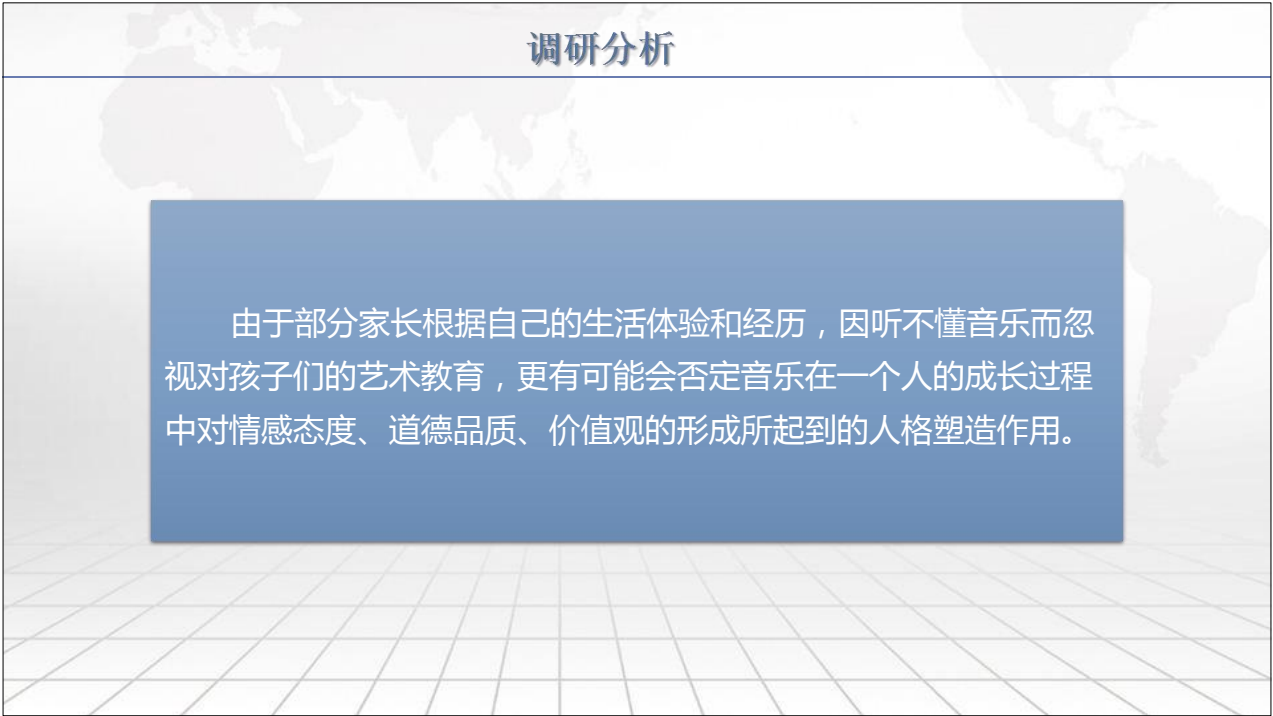 调研分析
由于部分家长根据自己的生活体验和经历，因听不懂音乐而忽
视对孩子们的艺术教育，更有可能会否定音乐在一个人的成长过程
中对情感态度、道德品质、价值观的形成所起到的人格塑造作用。